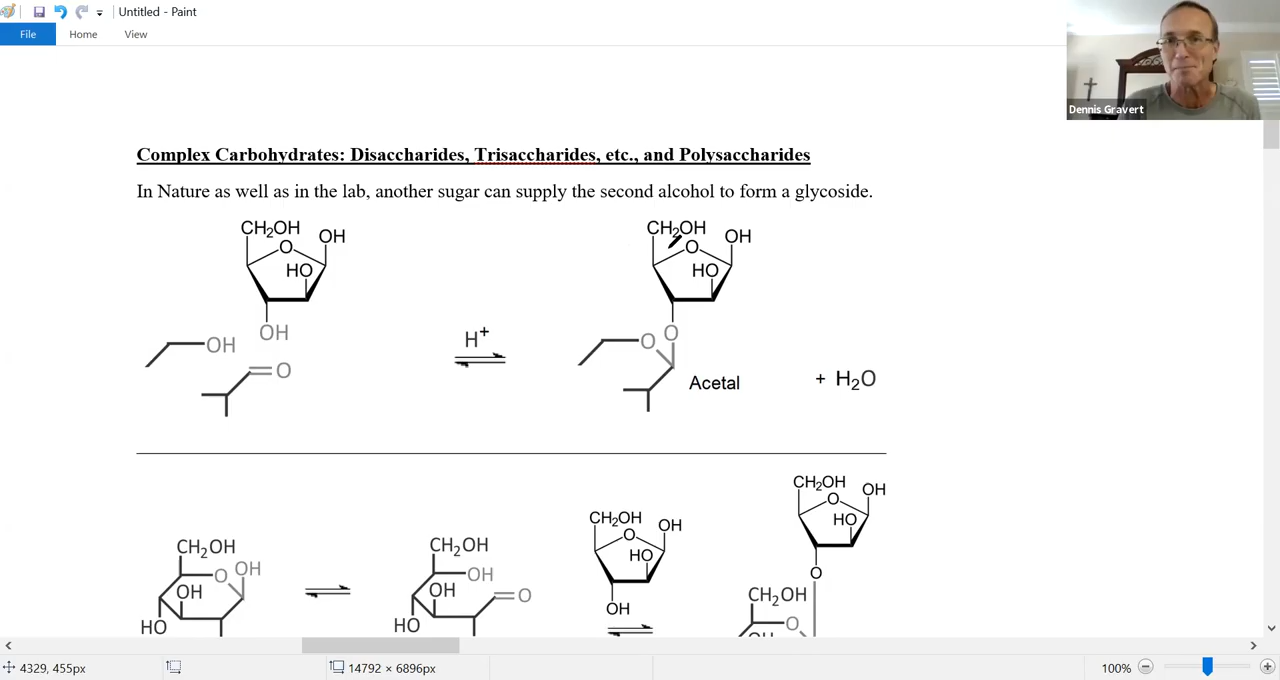 Untitled - Paint
File Home View
Dennis Gravert
Complex Carbohydrates: Disaccharides, Trisaccharides, etc., and Polysaccharides
In Nature as well as in the lab, another sugar can supply the second alcohol to form a glycoside.
CH₂OH OH CH₂OH OH
O O
HO HO
OH H⁺ O
OH O
O Acetal + H₂O
CH₂OH OH
O
CH₂OH OH HO
O
HO
CH₂OH CH₂OH
O OH OH O
OH OH O CH₂OH
HO HO OH O
4329, 455px 14792 × 6896px 100%